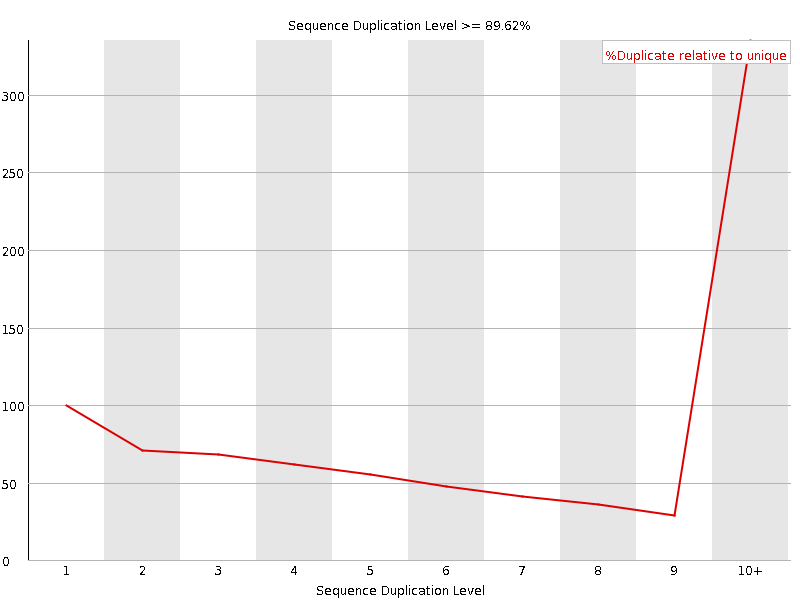 Sequence Duplication Level >= 89.62%
%Duplicate relative to unique
300
250
200
150
100
50
0
1 2 3 4 5 6 7 8 9 10+
Sequence Duplication Level